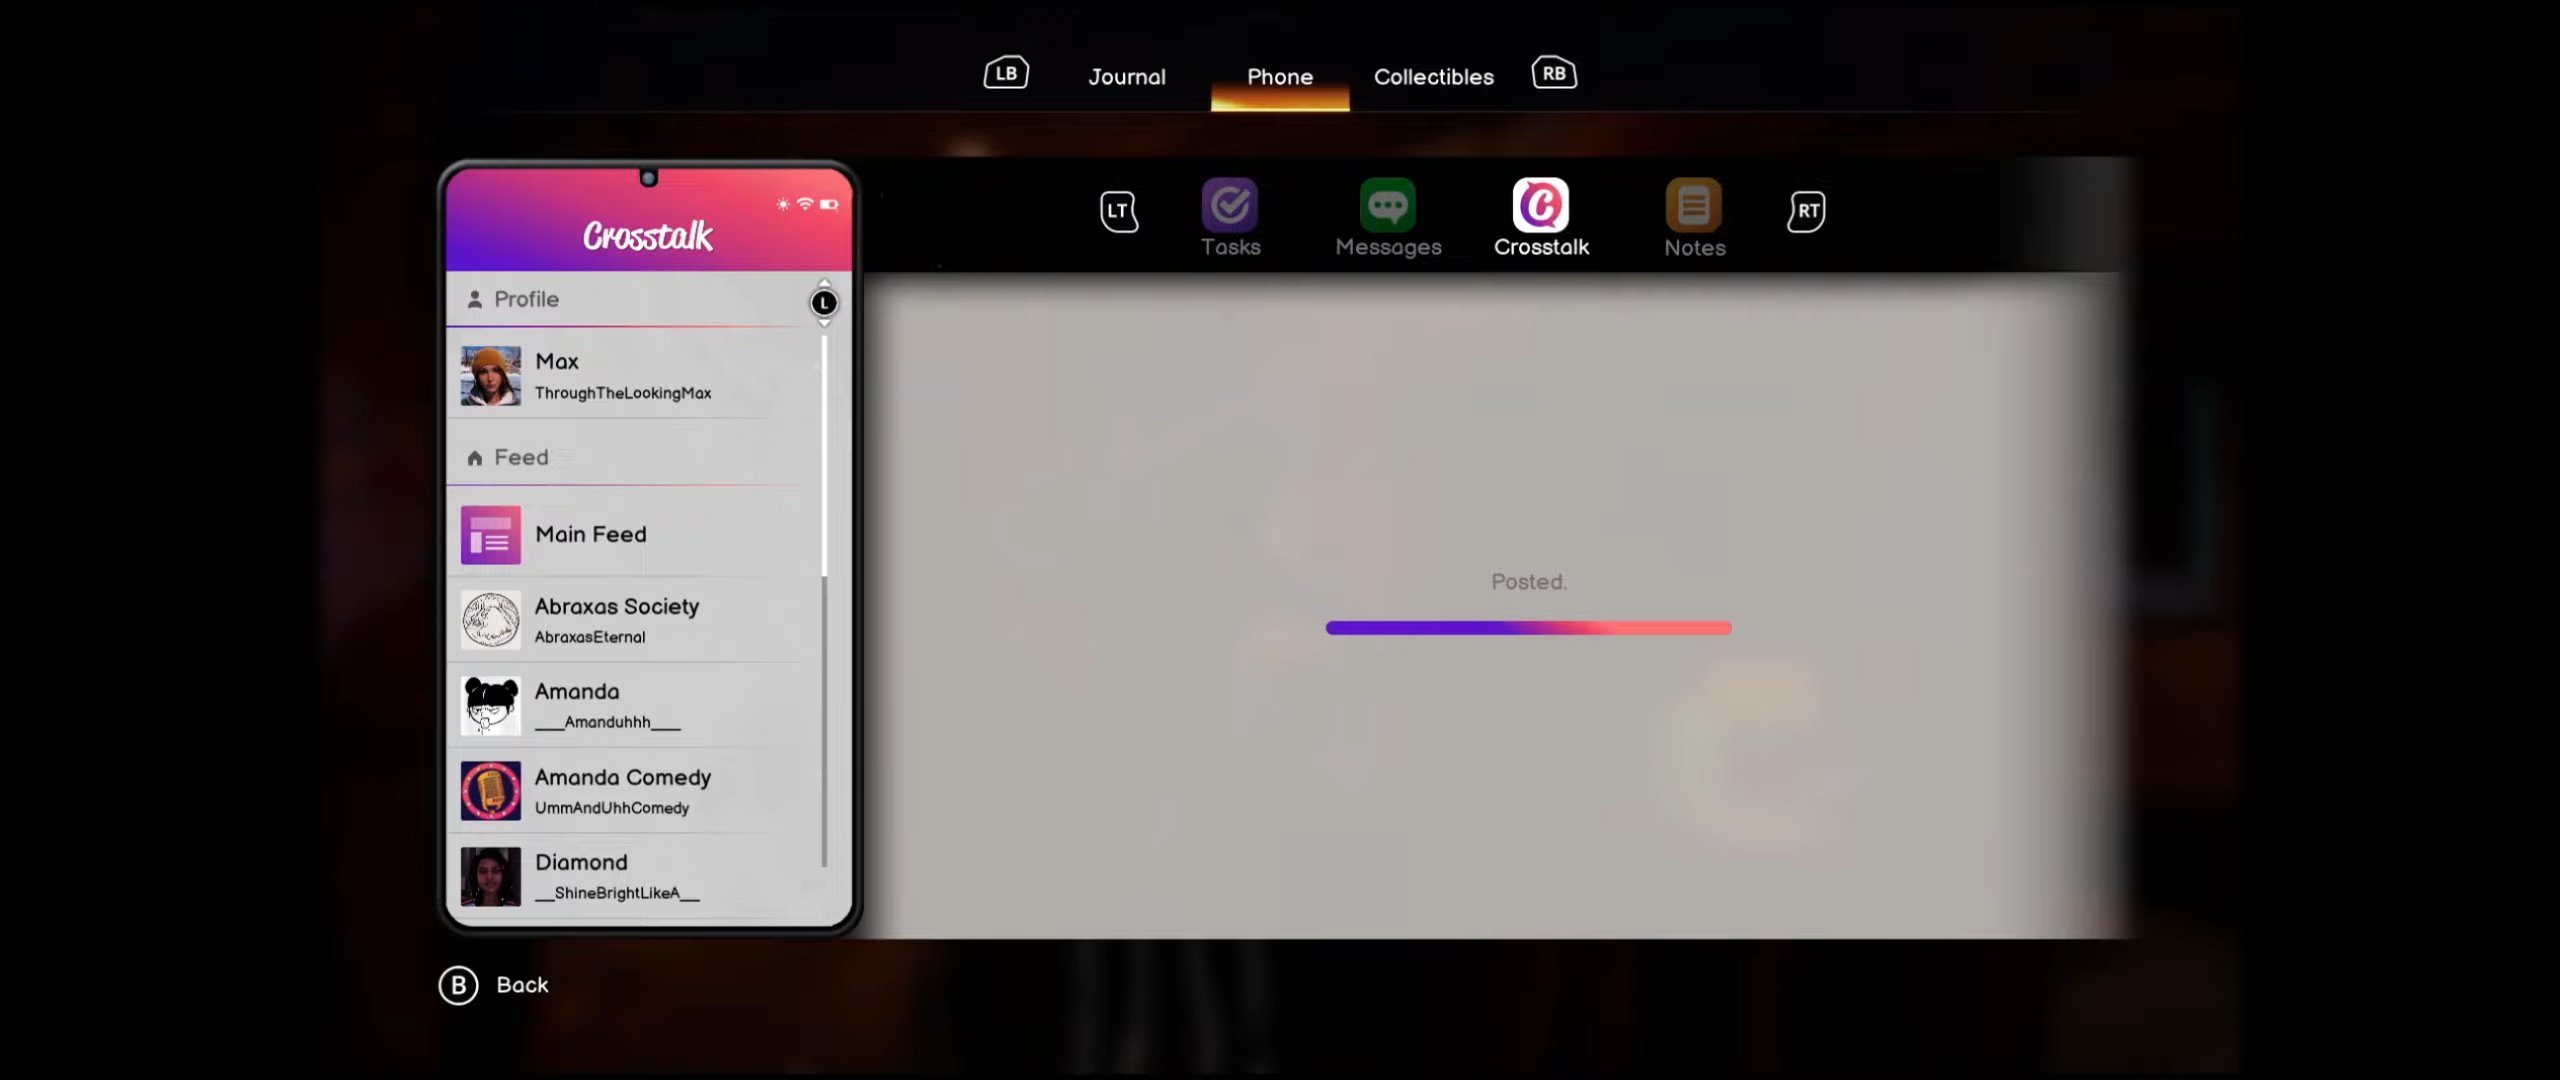 LB
Journal
Phone
Collectibles
RB
Crosstalk
LT
Tasks
Messages
Crosstalk
Notes
RT
Profile
L
Max
ThroughTheLookingMax
Feed
Main Feed
Abraxas Society
AbraxasEternal
Amanda
___Amanduhhh___
Amanda Comedy
UmmAndUhhComedy
Diamond
__ShineBrightLikeA__
Posted.
B Back